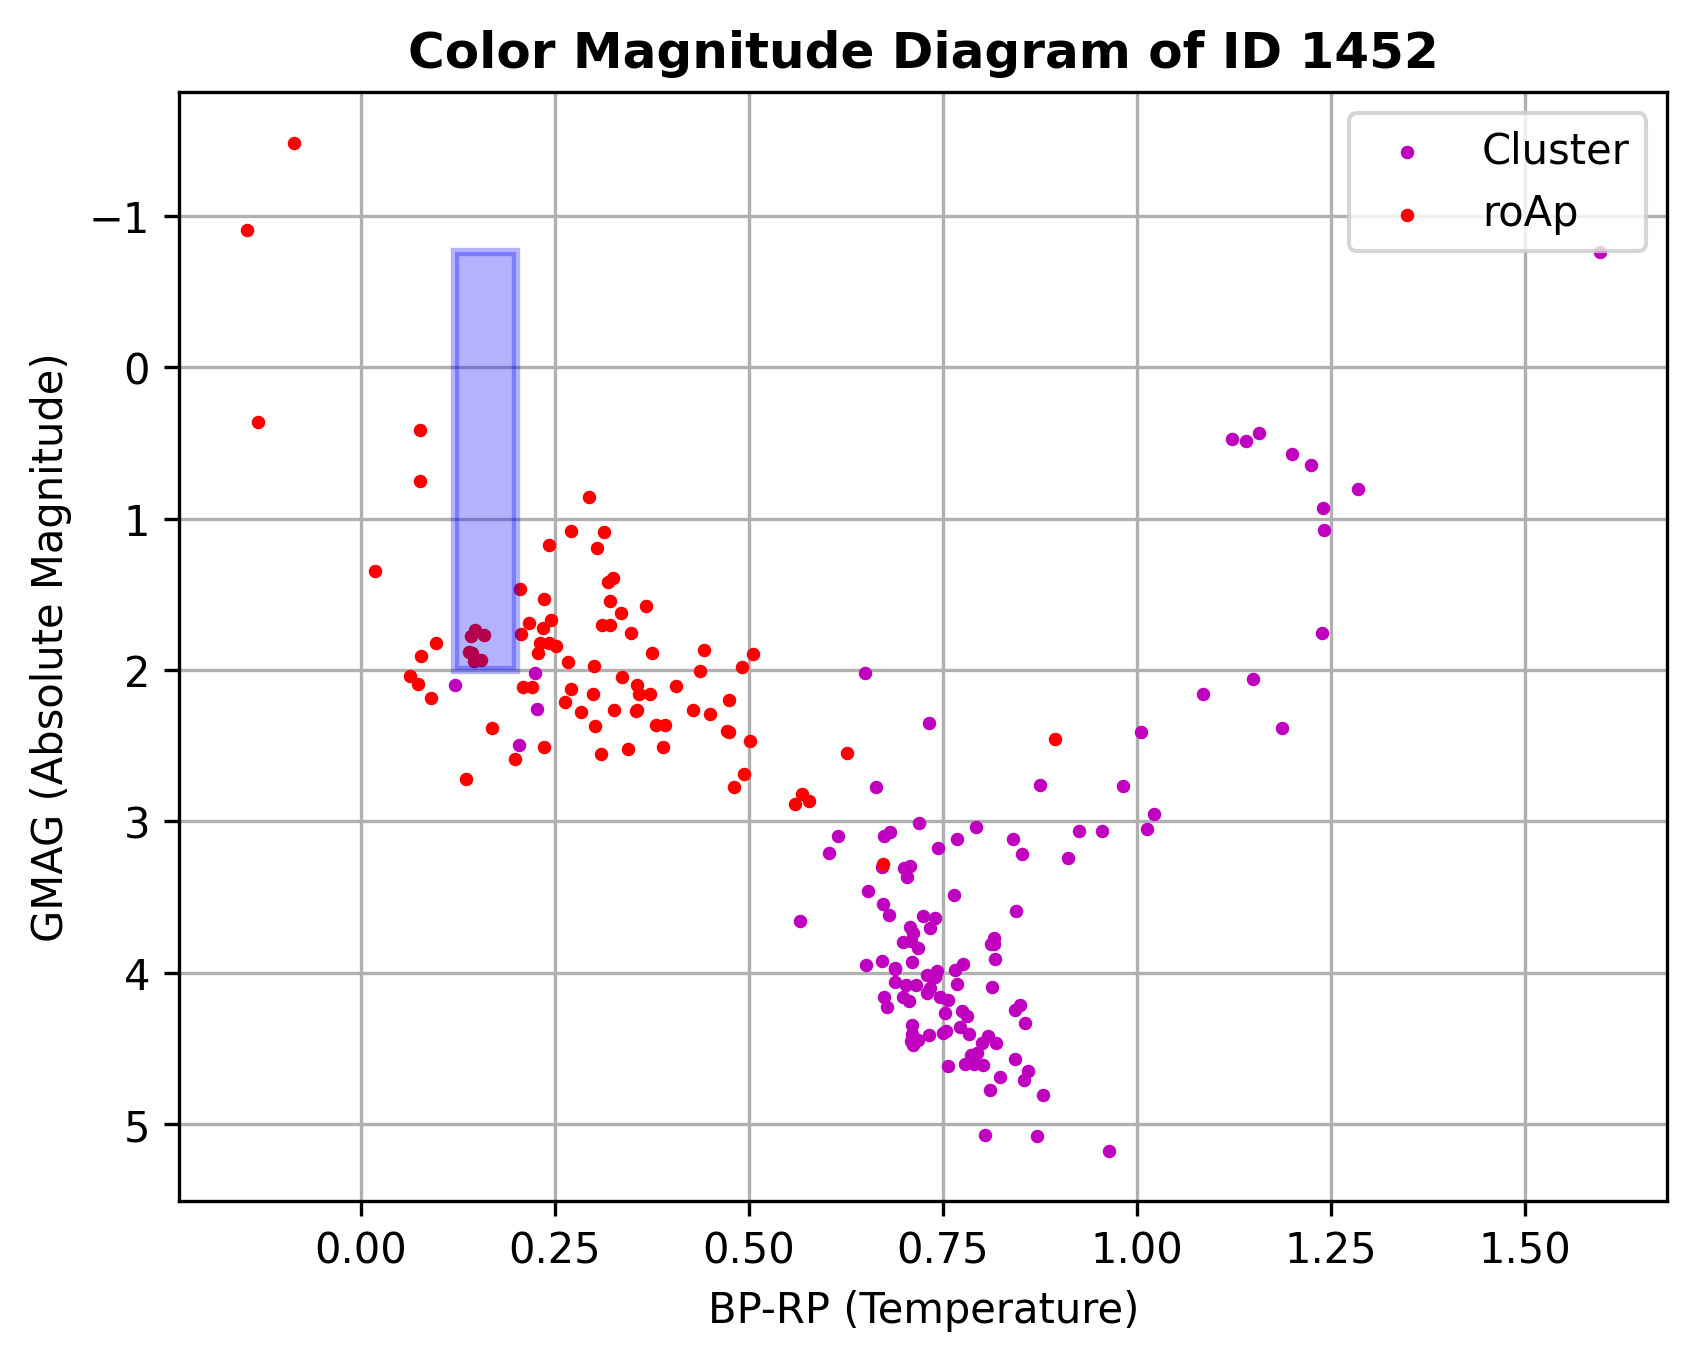 Color Magnitude Diagram of ID 1452
Cluster
roAp
GMAG (Absolute Magnitude)
−1
0
1
2
3
4
5
0.00 0.25 0.50 0.75 1.00 1.25 1.50
BP-RP (Temperature)